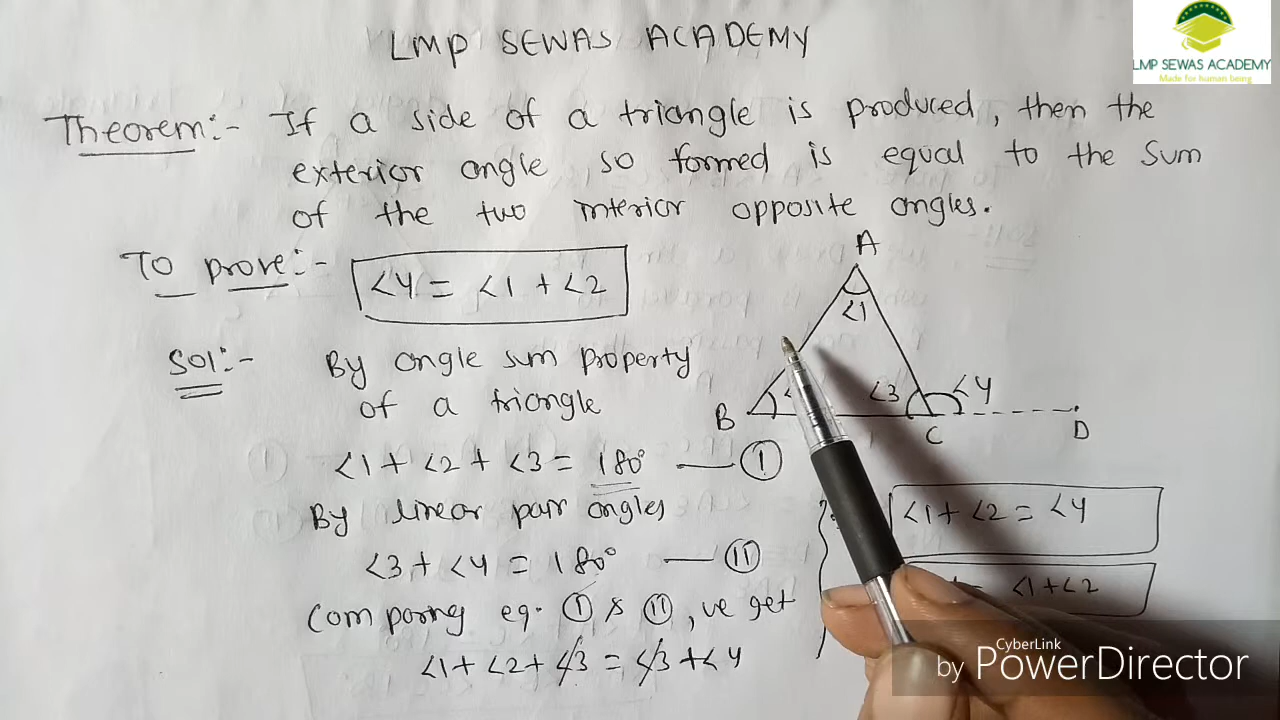 LMP SEWAS ACADEMY
LMP SEWAS ACADEMY
Made for human being
Theorem:- If a side of a triangle is produced, then the
exterior angle so formed is equal to the sum
of the two interior opposite angles.
To prove:- ∠4 = ∠1 + ∠2
A
∠1
∠3
∠4
B
C
D
Sol:- By angle sum property
of a triangle
∠1 + ∠2 + ∠3 = 180° — (I)
By linear pair angles
∠3 + ∠4 = 180° — (II)
Comparing eq. (I) & (II), we get
∠1 + ∠2 + ∠3 = ∠3 + ∠4
∠1 + ∠2 = ∠4
= ∠1 + ∠2
CyberLink
by PowerDirector